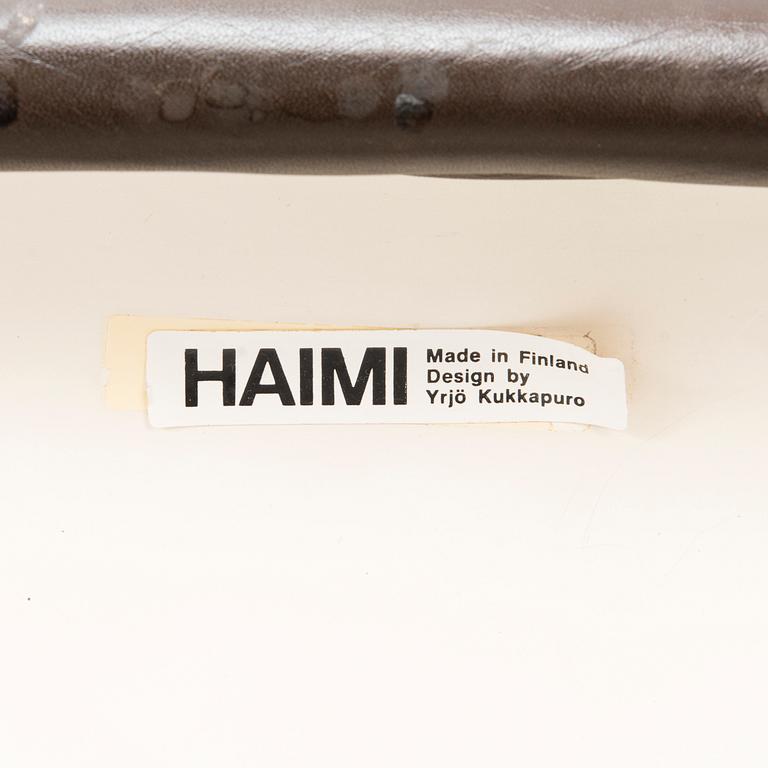 HAIMI
Made in Finland
Design by
Yrjö Kukkapuro